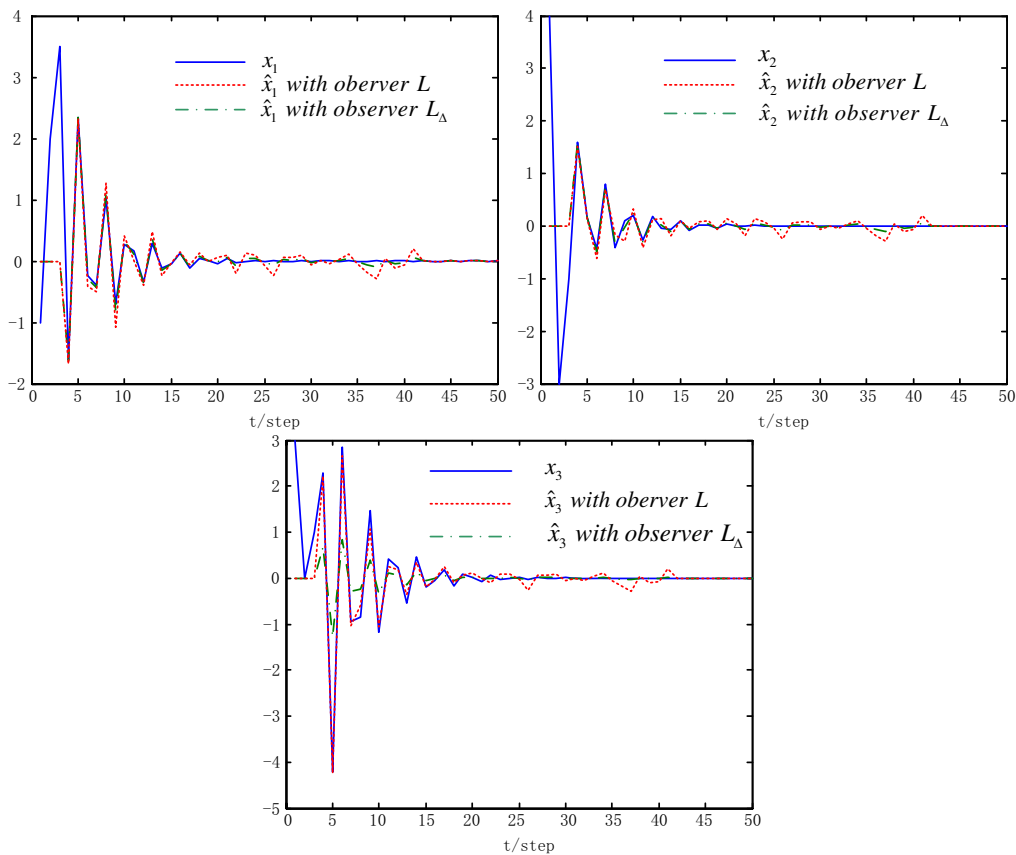 4
3
2
1
0
−1
−2
0 5 10 15 20 25 30 35 40 45 50
t/step
x₁
x̂₁ with oberver L
x̂₁ with observer L_Δ
4
3
2
1
0
−1
−2
−3
0 5 10 15 20 25 30 35 40 45 50
t/step
x₂
x̂₂ with oberver L
x̂₂ with observer L_Δ
3
2
1
0
−1
−2
−3
−4
−5
0 5 10 15 20 25 30 35 40 45 50
t/step
x₃
x̂₃ with oberver L
x̂₃ with observer L_Δ